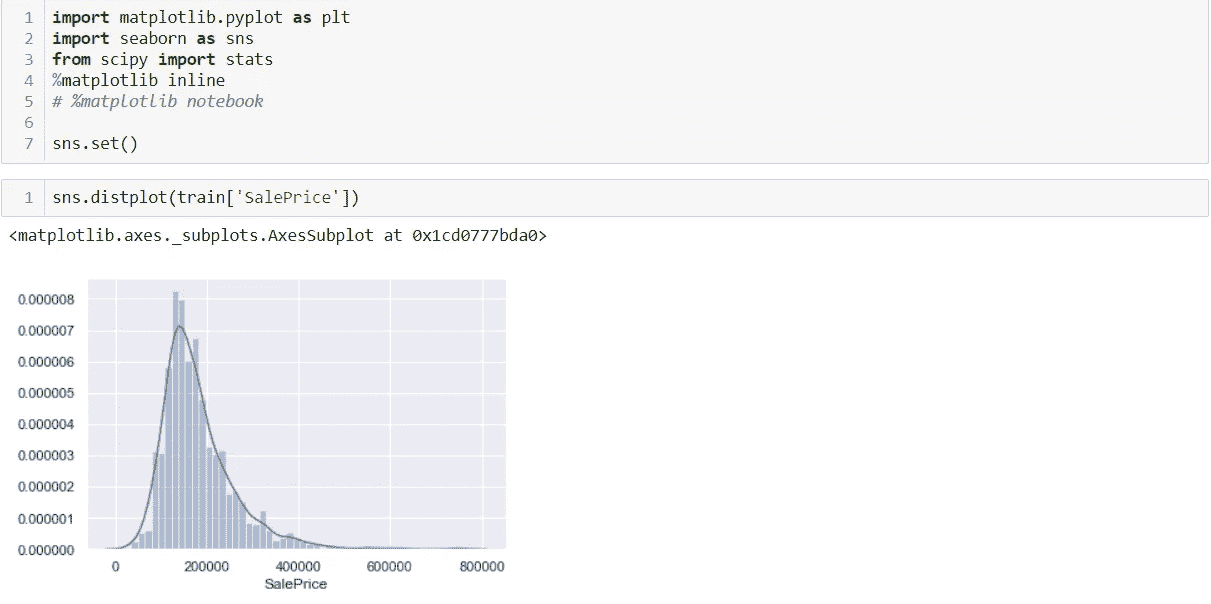 1 import matplotlib.pyplot as plt
2 import seaborn as sns
3 from scipy import stats
4 %matplotlib inline
5 # %matplotlib notebook
6
7 sns.set()
1 sns.distplot(train['SalePrice'])
<matplotlib.axes._subplots.AxesSubplot at 0x1cd0777bda0>
0.000008
0.000007
0.000006
0.000005
0.000004
0.000003
0.000002
0.000001
0.000000
0 200000 400000 600000 800000
SalePrice